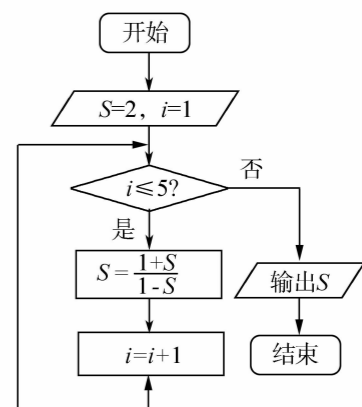 开始
S=2, i=1
i≤5?
否
是
S=(1+S)/(1-S)
输出S
i=i+1
结束